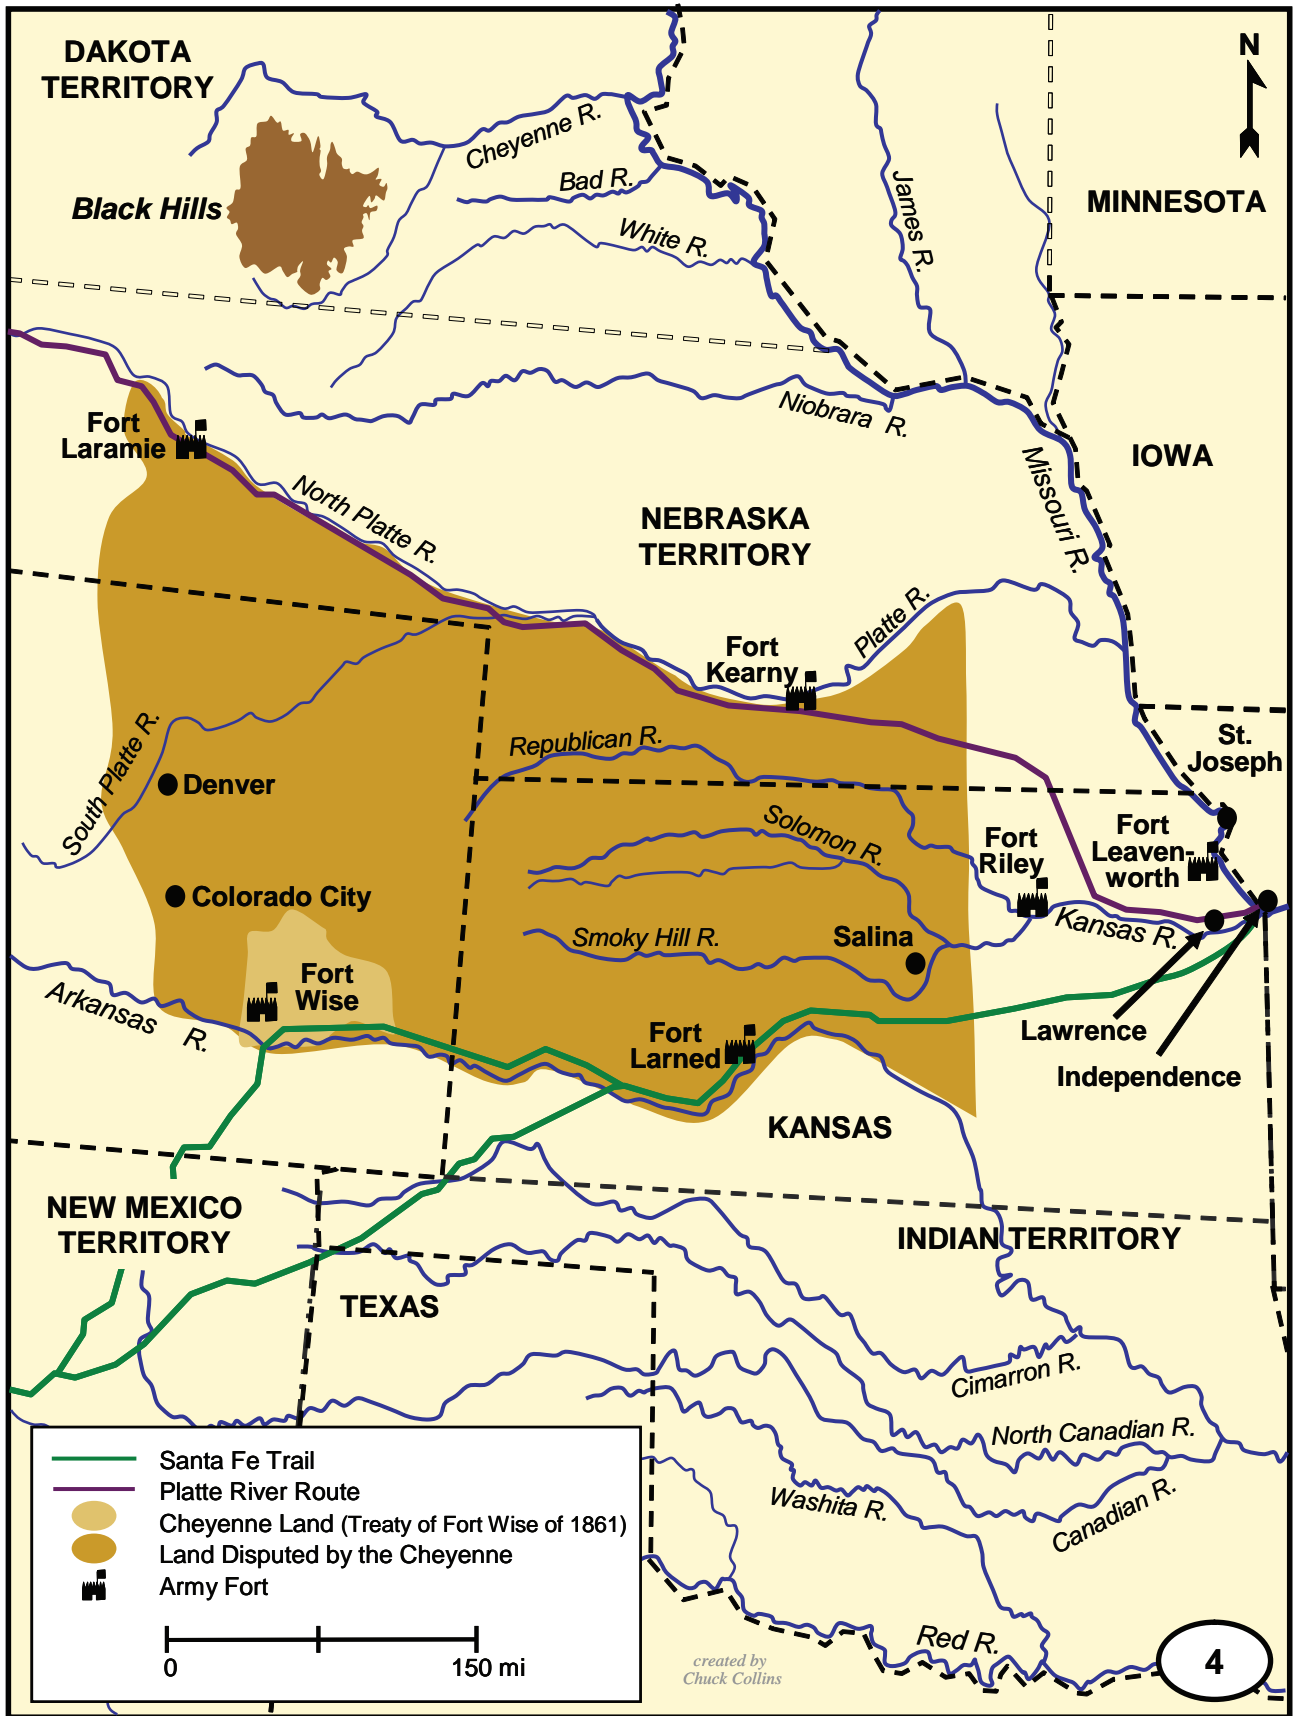 DAKOTA
TERRITORY
N
Cheyenne R.
Bad R.
James R.
Black Hills
MINNESOTA
White R.
Fort
Laramie
Niobrara R.
IOWA
Missouri R.
North Platte R.
NEBRASKA
TERRITORY
Platte R.
Fort
Kearny
South Platte R.
Republican R.
St.
Joseph
Denver
Solomon R.
Fort
Riley
Fort
Leaven-
worth
Colorado City
Kansas R.
Smoky Hill R.
Salina
Fort
Wise
Arkansas R.
Fort
Larned
Lawrence
Independence
KANSAS
NEW MEXICO
TERRITORY
INDIAN TERRITORY
TEXAS
Cimarron R.
North Canadian R.
Canadian R.
Washita R.
Red R.
Santa Fe Trail
Platte River Route
Cheyenne Land (Treaty of Fort Wise of 1861)
Land Disputed by the Cheyenne
Army Fort
0 150 mi
created by
Chuck Collins
4